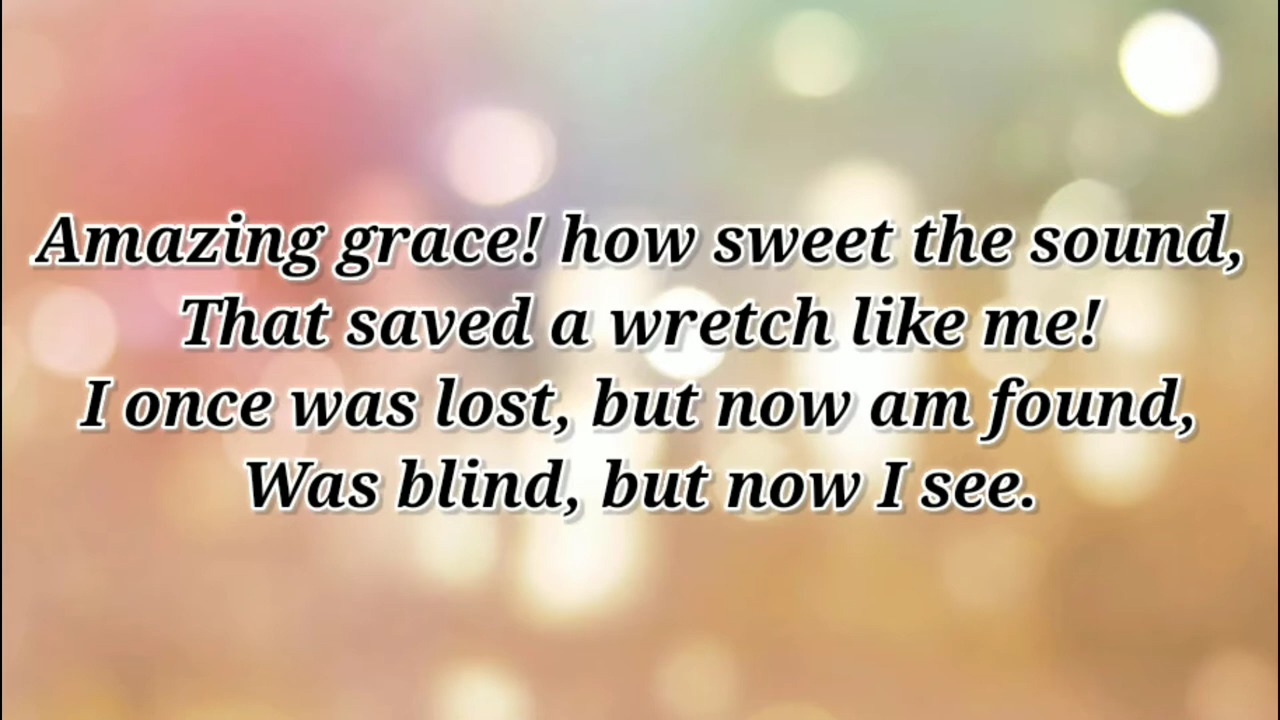 Amazing grace! how sweet the sound,
That saved a wretch like me!
I once was lost, but now am found,
Was blind, but now I see.